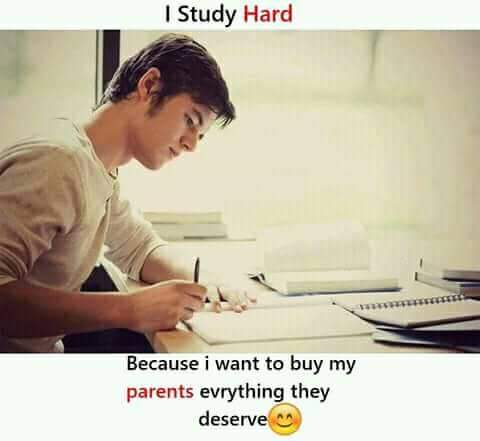 I Study Hard
Because i want to buy my
parents evrything they
deserve😊